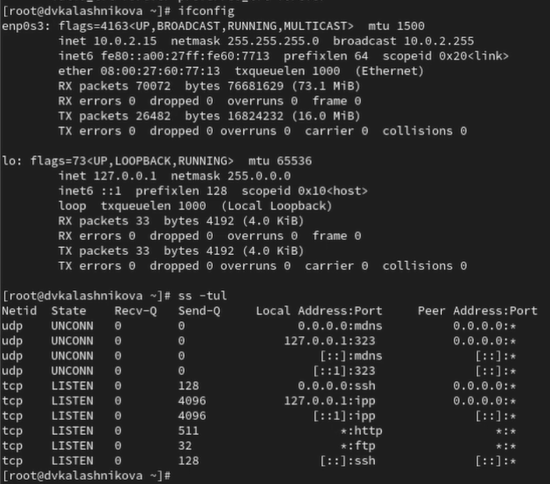 [root@dvkalashnikova ~]# ifconfig
enp0s3: flags=4163<UP,BROADCAST,RUNNING,MULTICAST>  mtu 1500
        inet 10.0.2.15  netmask 255.255.255.0  broadcast 10.0.2.255
        inet6 fe80::a00:27ff:fe60:7713  prefixlen 64  scopeid 0x20<link>
        ether 08:00:27:60:77:13  txqueuelen 1000  (Ethernet)
        RX packets 70072  bytes 76681629 (73.1 MiB)
        RX errors 0  dropped 0  overruns 0  frame 0
        TX packets 26482  bytes 16824232 (16.0 MiB)
        TX errors 0  dropped 0 overruns 0  carrier 0  collisions 0
lo: flags=73<UP,LOOPBACK,RUNNING>  mtu 65536
        inet 127.0.0.1  netmask 255.0.0.0
        inet6 ::1  prefixlen 128  scopeid 0x10<host>
        loop  txqueuelen 1000  (Local Loopback)
        RX packets 33  bytes 4192 (4.0 KiB)
        RX errors 0  dropped 0  overruns 0  frame 0
        TX packets 33  bytes 4192 (4.0 KiB)
        TX errors 0  dropped 0 overruns 0  carrier 0  collisions 0
[root@dvkalashnikova ~]# ss -tul
Netid  State   Recv-Q  Send-Q    Local Address:Port    Peer Address:Port
udp    UNCONN  0       0               0.0.0.0:mdns         0.0.0.0:*
udp    UNCONN  0       0             127.0.0.1:323          0.0.0.0:*
udp    UNCONN  0       0                  [::]:mdns            [::]:*
udp    UNCONN  0       0                 [::1]:323             [::]:*
tcp    LISTEN  0       128             0.0.0.0:ssh          0.0.0.0:*
tcp    LISTEN  0       4096          127.0.0.1:ipp          0.0.0.0:*
tcp    LISTEN  0       4096              [::1]:ipp             [::]:*
tcp    LISTEN  0       511                   *:http               *:*
tcp    LISTEN  0       32                    *:ftp                *:*
tcp    LISTEN  0       128                [::]:ssh             [::]:*
[root@dvkalashnikova ~]#